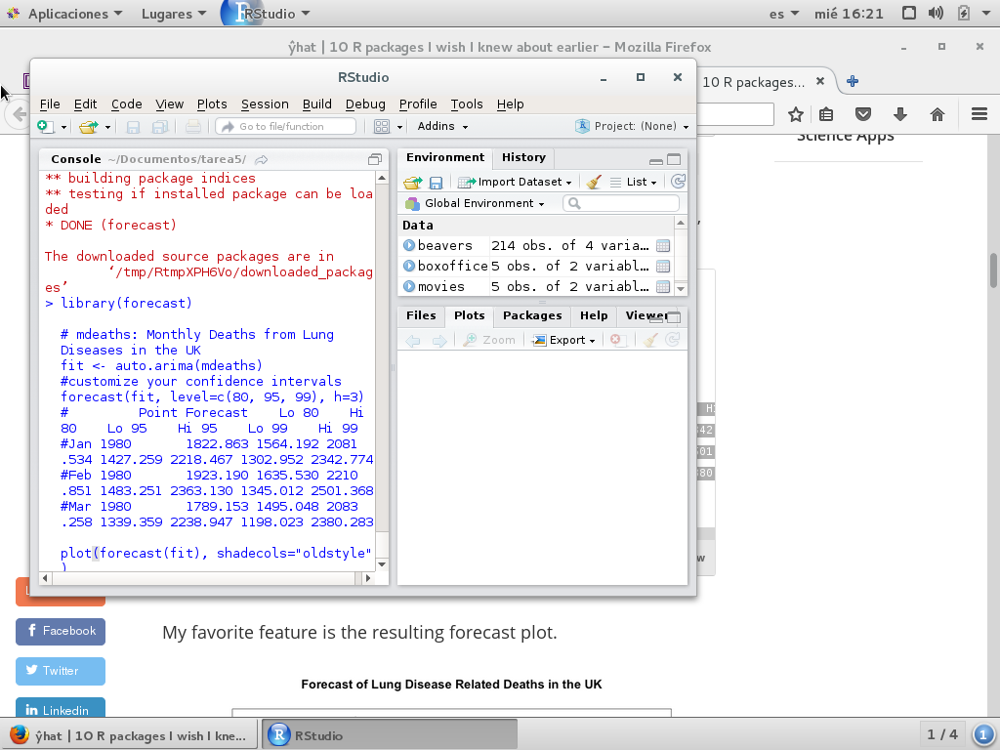 Aplicaciones Lugares RStudio es mié 16:21
ŷhat | 10 R packages I wish I knew about earlier – Mozilla Firefox
10 R packages...
Science Apps
RStudio
File Edit Code View Plots Session Build Debug Profile Tools Help
Go to file/function Addins Project: (None)
Console ~/Documentos/tarea5/
** building package indices
** testing if installed package can be loa
ded
* DONE (forecast)
The downloaded source packages are in
‘/tmp/RtmpXPH6Vo/downloaded_packag
es’
> library(forecast)
# mdeaths: Monthly Deaths from Lung
Diseases in the UK
fit <- auto.arima(mdeaths)
#customize your confidence intervals
forecast(fit, level=c(80, 95, 99), h=3)
# Point Forecast Lo 80 Hi
80 Lo 95 Hi 95 Lo 99 Hi 99
#Jan 1980 1822.863 1564.192 2081
.534 1427.259 2218.467 1302.952 2342.774
#Feb 1980 1923.190 1635.530 2210
.851 1483.251 2363.130 1345.012 2501.368
#Mar 1980 1789.153 1495.048 2083
.258 1339.359 2238.947 1198.023 2380.283
plot(forecast(fit), shadecols="oldstyle"
)
Environment History
Import Dataset List
Global Environment
Data
beavers 214 obs. of 4 varia...
boxoffice 5 obs. of 2 variabl...
movies 5 obs. of 2 variabl...
Files Plots Packages Help Viewer
Zoom Export
H
342
501
380
w
Facebook
Twitter
Linkedin
My favorite feature is the resulting forecast plot.
Forecast of Lung Disease Related Deaths in the UK
ŷhat | 10 R packages I wish I kne... RStudio 1 / 4 1